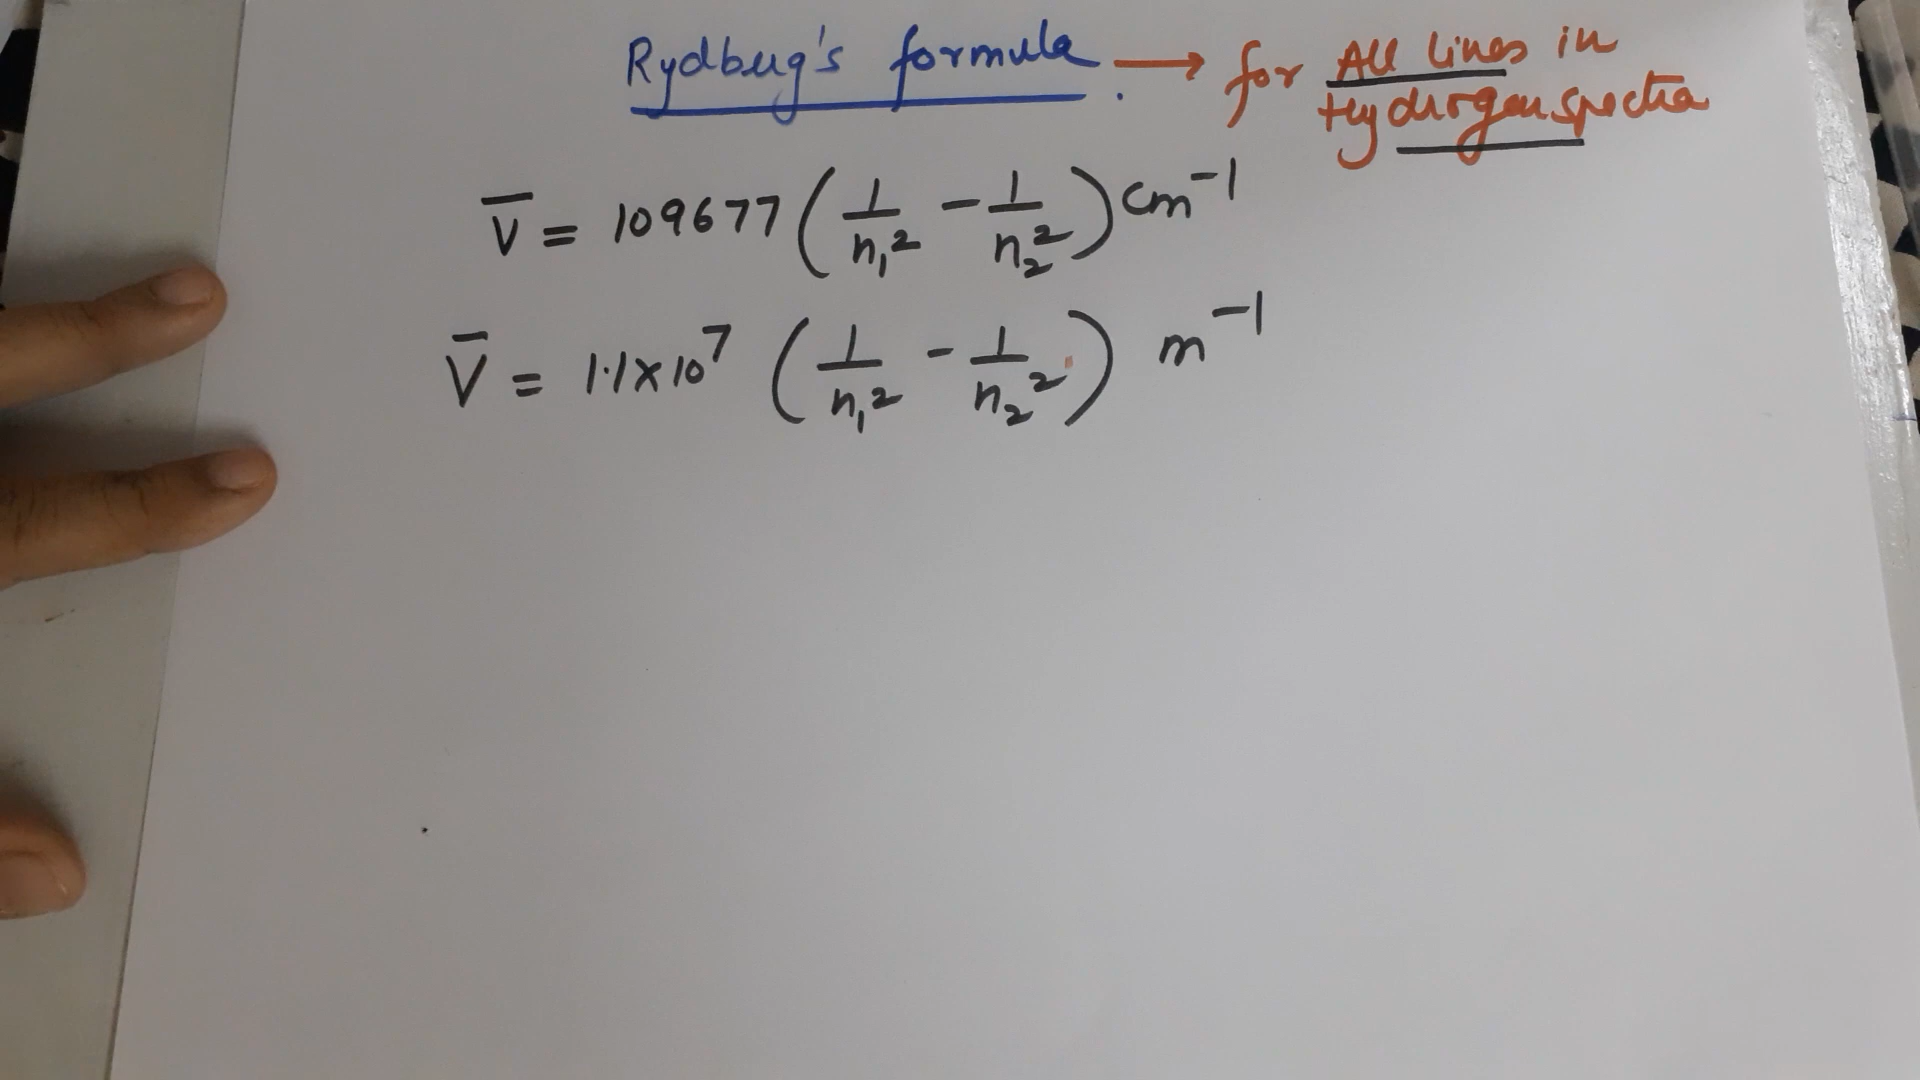 Rydberg's formula. → for All lines in
Hydrogen spectra
V̅ = 109677 (1/n₁² - 1/n₂²) cm⁻¹
V̅ = 1.1×10⁷ (1/n₁² - 1/n₂²) m⁻¹